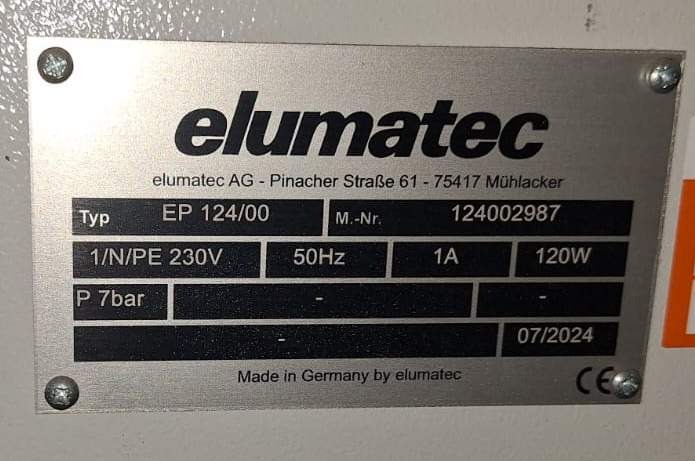 elumatec
elumatec AG - Pinacher Straße 61 - 75417 Mühlacker
Typ EP 124/00 M.-Nr. 124002987
1/N/PE 230V 50Hz 1A 120W
P 7bar - -
- 07/2024
Made in Germany by elumatec CE